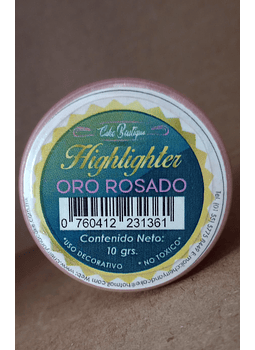 Cake Boutique
Highlighter
ORO ROSADO
0 760412 231361
Contenido Neto:
10 grs.
*USO DECORATIVO
* NO TOXICO*